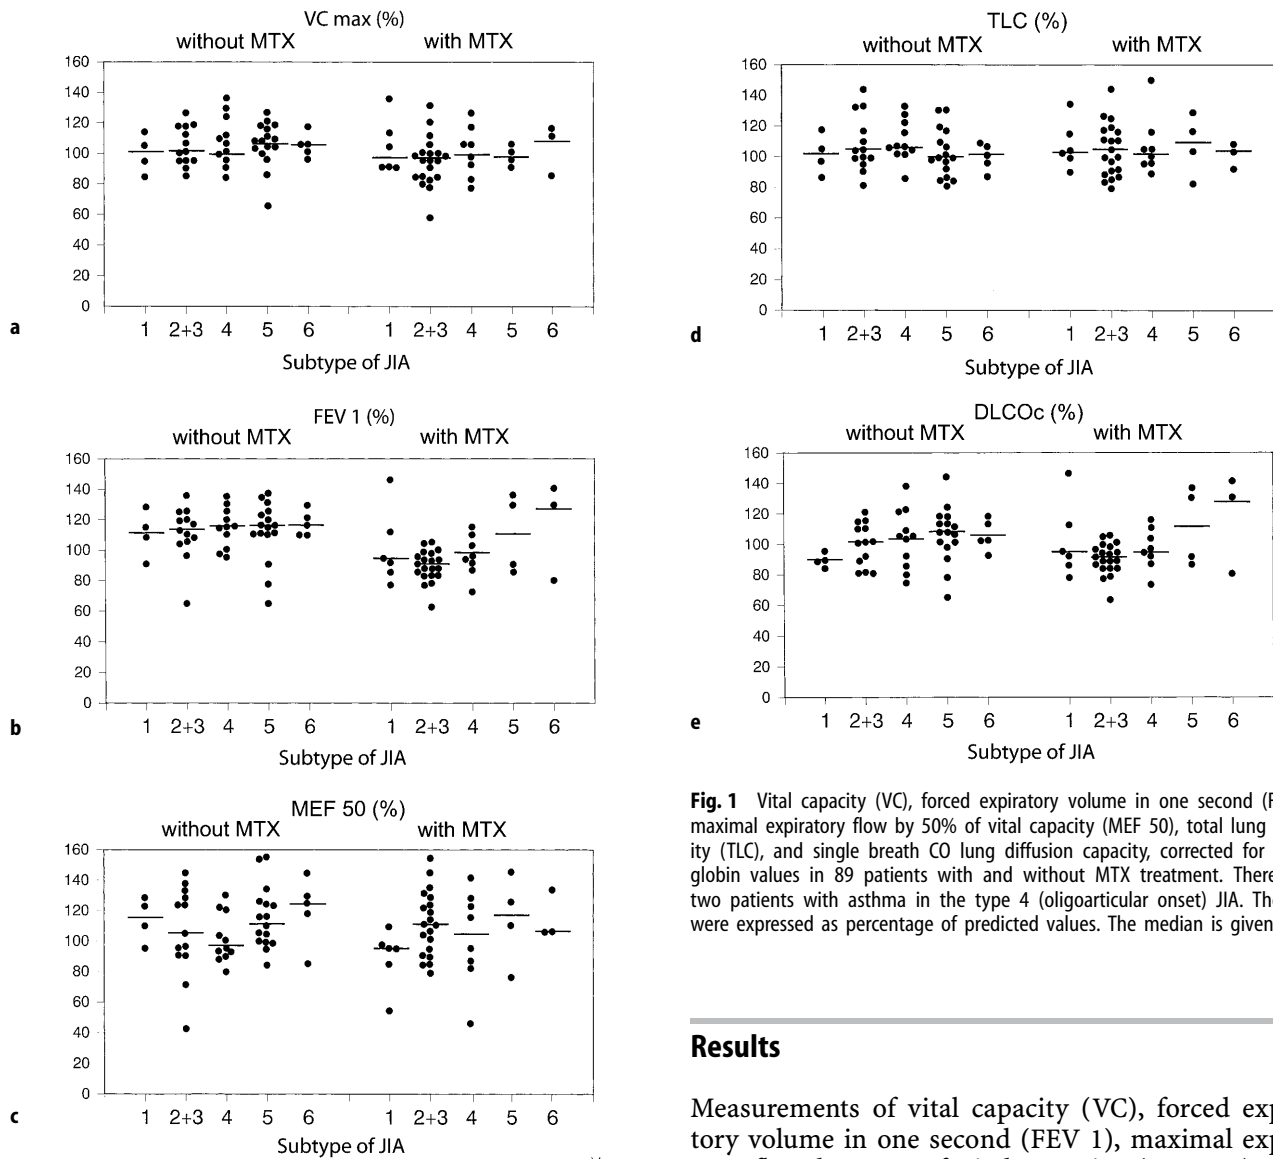 VC max (%)
without MTX with MTX
160
140
120
100
80
60
40
20
0
1 2+3 4 5 6 1 2+3 4 5 6
a
Subtype of JIA
FEV 1 (%)
without MTX with MTX
160
140
120
100
80
60
40
20
0
1 2+3 4 5 6 1 2+3 4 5 6
b
Subtype of JIA
MEF 50 (%)
without MTX with MTX
160
140
120
100
80
60
40
20
0
1 2+3 4 5 6 1 2+3 4 5 6
c
Subtype of JIA
TLC (%)
without MTX with MTX
160
140
120
100
80
60
40
20
0
1 2+3 4 5 6 1 2+3 4 5 6
d
Subtype of JIA
DLCOc (%)
without MTX with MTX
160
140
120
100
80
60
40
20
0
1 2+3 4 5 6 1 2+3 4 5 6
e
Subtype of JIA
Fig. 1 Vital capacity (VC), forced expiratory volume in one second (F
maximal expiratory flow by 50% of vital capacity (MEF 50), total lung
ity (TLC), and single breath CO lung diffusion capacity, corrected for
globin values in 89 patients with and without MTX treatment. There
two patients with asthma in the type 4 (oligoarticular onset) JIA. The
were expressed as percentage of predicted values. The median is given
Results
Measurements of vital capacity (VC), forced exp
tory volume in one second (FEV 1), maximal exp